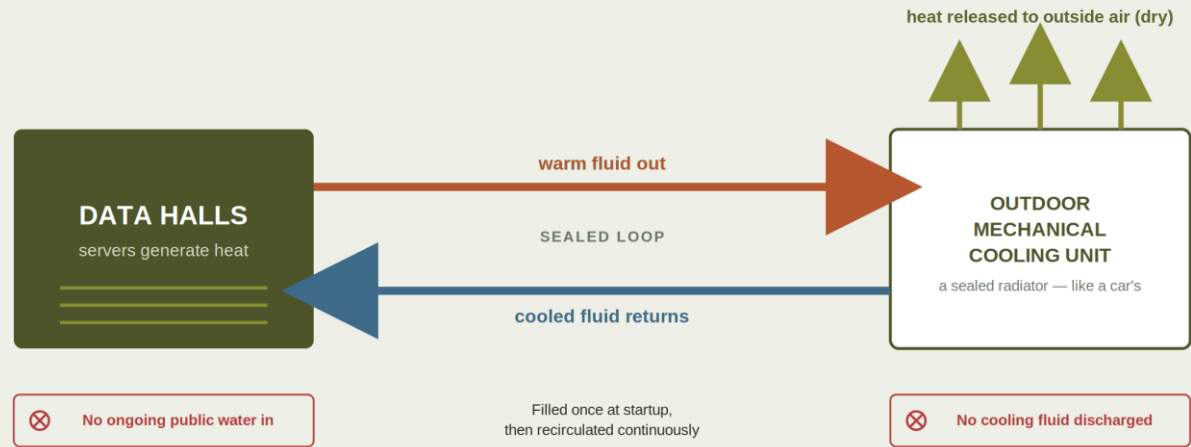 heat released to outside air (dry)
warm fluid out
DATA HALLS
servers generate heat
SEALED LOOP
OUTDOOR
MECHANICAL
COOLING UNIT
a sealed radiator — like a car's
cooled fluid returns
No ongoing public water in
Filled once at startup,
then recirculated continuously
No cooling fluid discharged